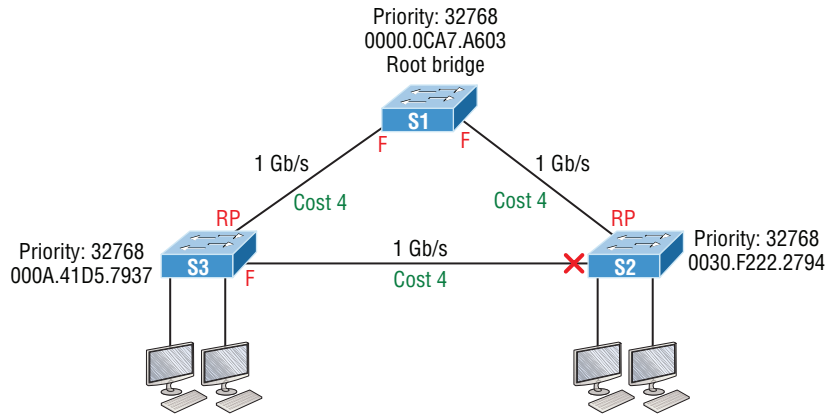 Priority: 32768
0000.0CA7.A603
Root bridge
S1
F
F
1 Gb/s
1 Gb/s
Cost 4
Cost 4
RP
RP
Priority: 32768
000A.41D5.7937
S3
F
1 Gb/s
Cost 4
S2
Priority: 32768
0030.F222.2794